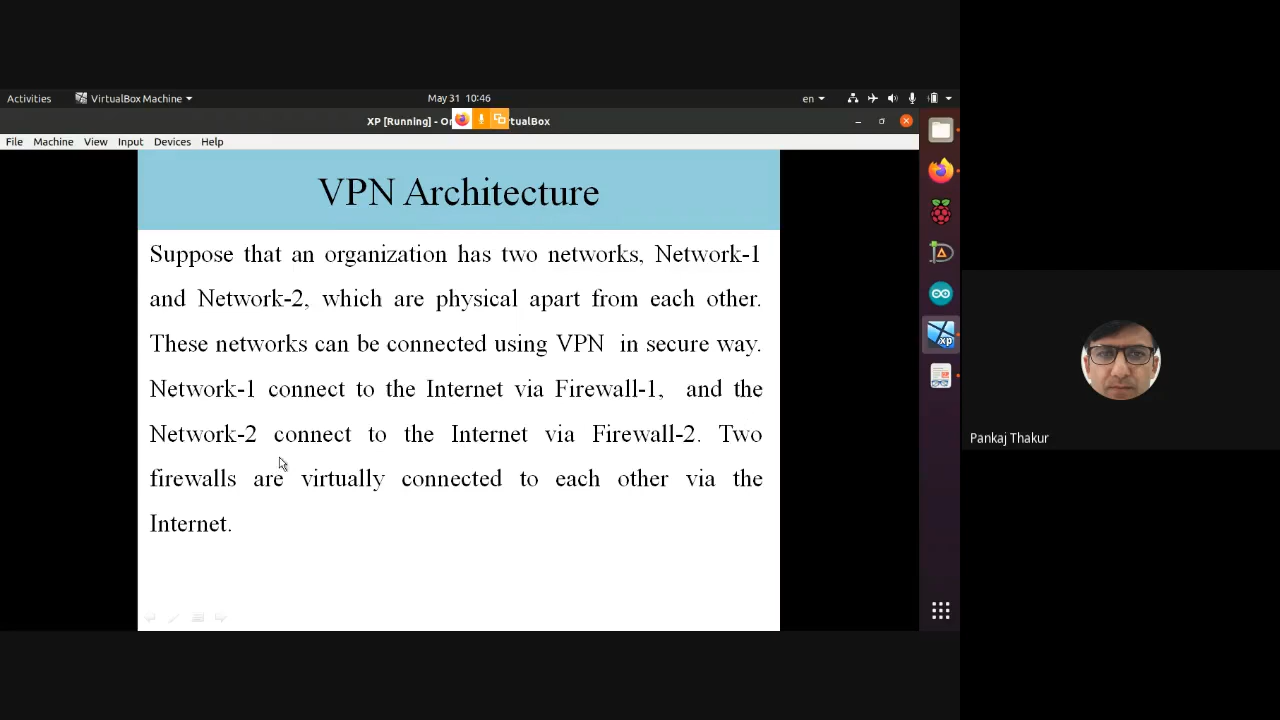 Activities VirtualBox Machine May 31 10:46 en
XP [Running] - Or rtualBox
File Machine View Input Devices Help
VPN Architecture
Suppose that an organization has two networks, Network-1
and Network-2, which are physical apart from each other.
These networks can be connected using VPN in secure way.
Network-1 connect to the Internet via Firewall-1, and the
Network-2 connect to the Internet via Firewall-2. Two
firewalls are virtually connected to each other via the
Internet.
xp
Pankaj Thakur